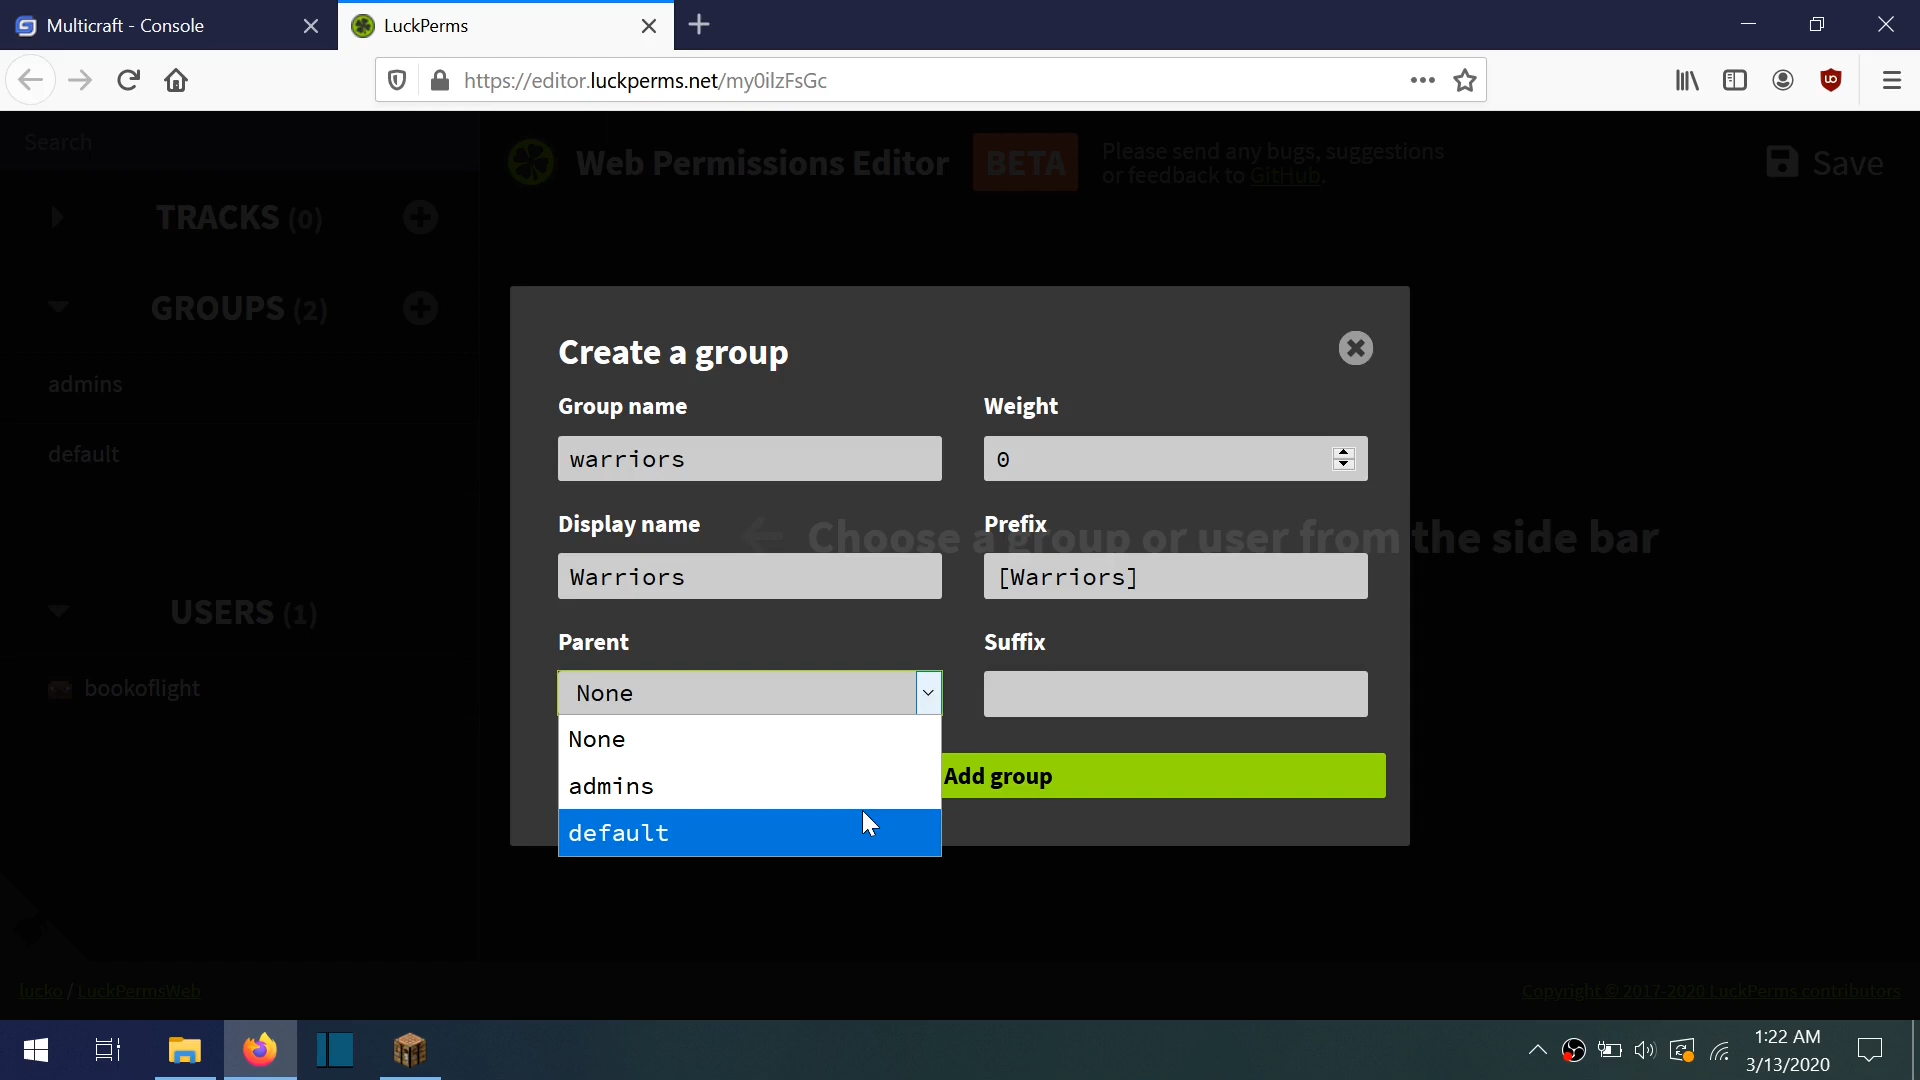 Multicraft - Console
LuckPerms
https://editor.luckperms.net/my0ilzFsGc
Search
Web Permissions Editor
BETA
Please send any bugs, suggestions
or feedback to GitHub.
Save
TRACKS (0)
GROUPS (2)
admins
default
USERS (1)
bookoflight
Choose a group or user from the side bar
Create a group
Group name
Weight
warriors
0
Display name
Prefix
Warriors
[Warriors]
Parent
Suffix
None
None
admins
default
Add group
lucko / LuckPermsWeb
Copyright © 2017-2020 LuckPerms contributors
1:22 AM
3/13/2020